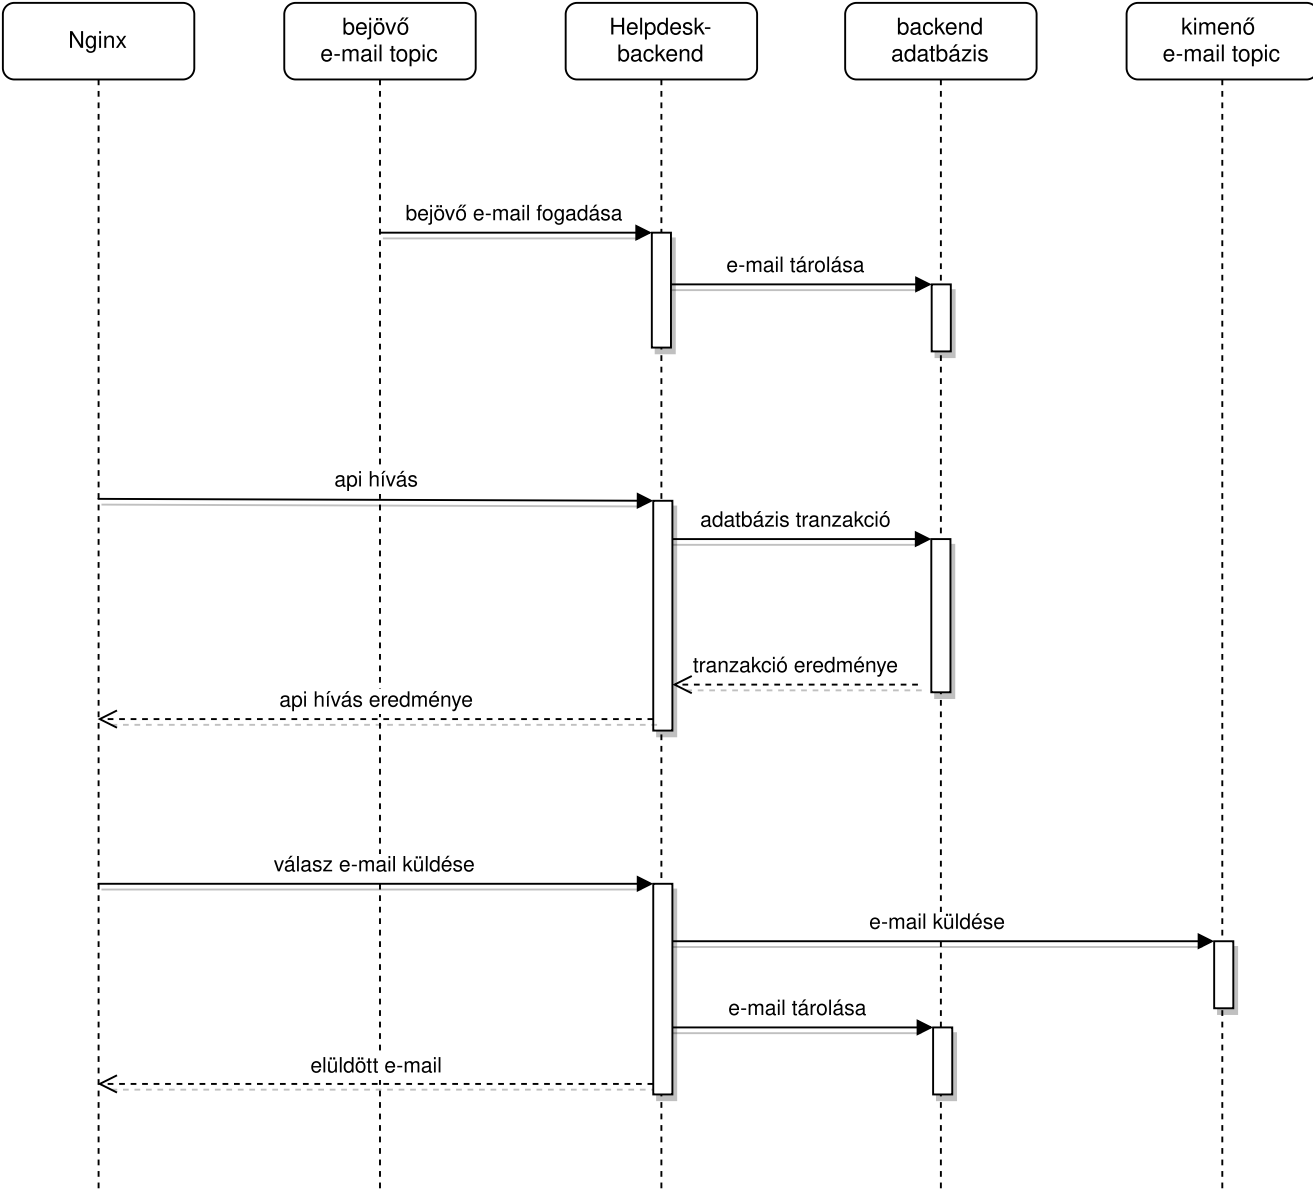 Nginx
bejövő
e-mail topic
Helpdesk-
backend
backend
adatbázis
kimenő
e-mail topic
bejövő e-mail fogadása
e-mail tárolása
api hívás
adatbázis tranzakció
tranzakció eredménye
api hívás eredménye
válasz e-mail küldése
e-mail küldése
e-mail tárolása
elüldött e-mail